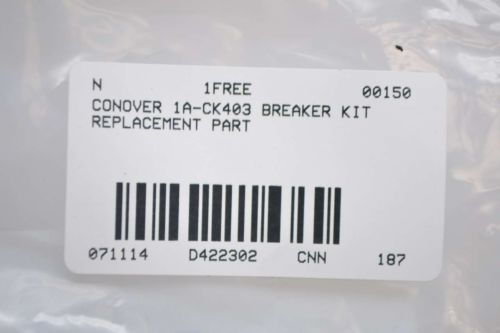 N 1FREE 00150
CONOVER 1A-CK403 BREAKER KIT
REPLACEMENT PART
071114 D422302 CNN 187